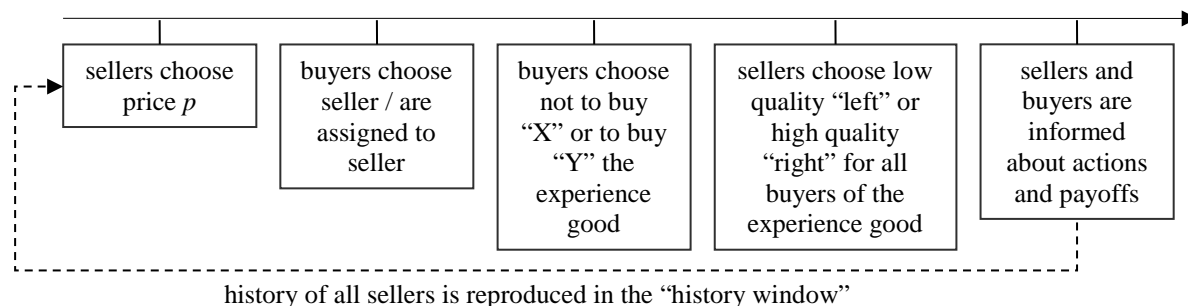 sellers choose
price p
buyers choose
seller / are
assigned to
seller
buyers choose
not to buy
“X” or to buy
“Y” the
experience
good
sellers choose low
quality “left” or
high quality
“right” for all
buyers of the
experience good
sellers and
buyers are
informed
about actions
and payoffs
history of all sellers is reproduced in the “history window”